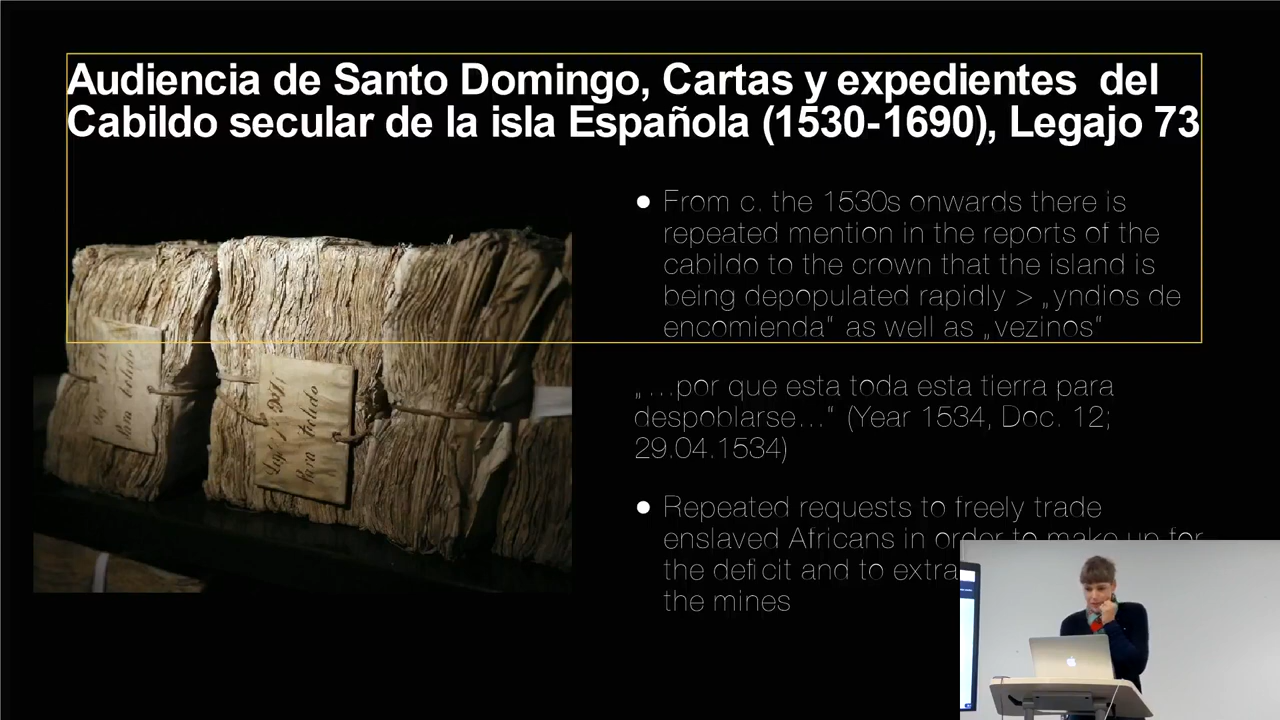 Audiencia de Santo Domingo, Cartas y expedientes del
Cabildo secular de la isla Española (1530-1690), Legajo 73
● From c. the 1530s onwards there is
repeated mention in the reports of the
cabildo to the crown that the island is
being depopulated rapidly > „yndios de
encomienda“ as well as „vezinos“
„…por que esta toda esta tierra para
despoblarse…“ (Year 1534, Doc. 12;
29.04.1534)
● Repeated requests to freely trade
enslaved Africans in order to make up for
the deficit and to
the mines
Para
Para